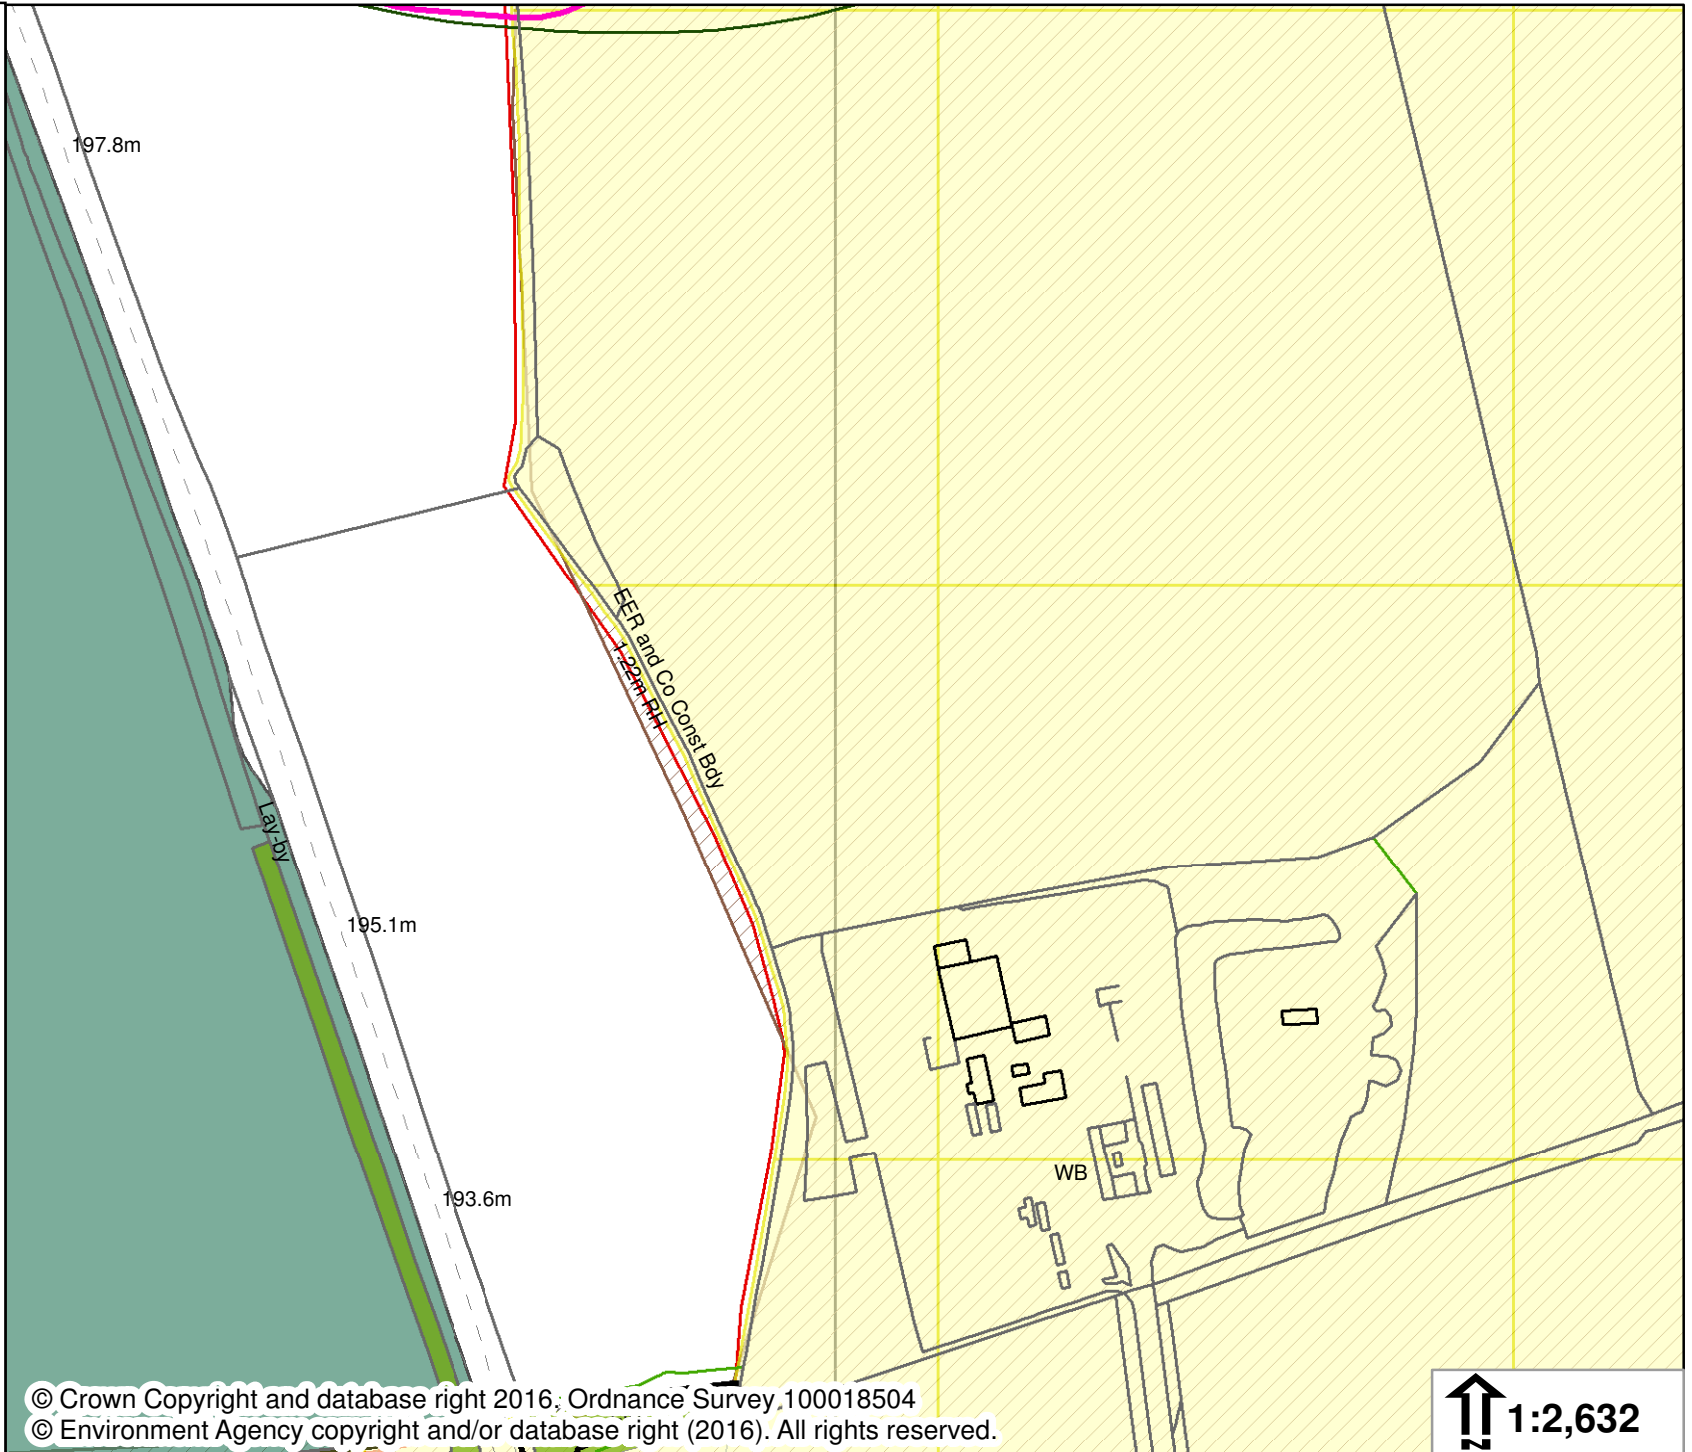 197.8m
EER and Co Const Bdy
1.22m RH
Lay-by
195.1m
WB
193.6m
© Crown Copyright and database right 2016. Ordnance Survey 100018504
© Environment Agency copyright and/or database right (2016). All rights reserved.
N
1:2,632